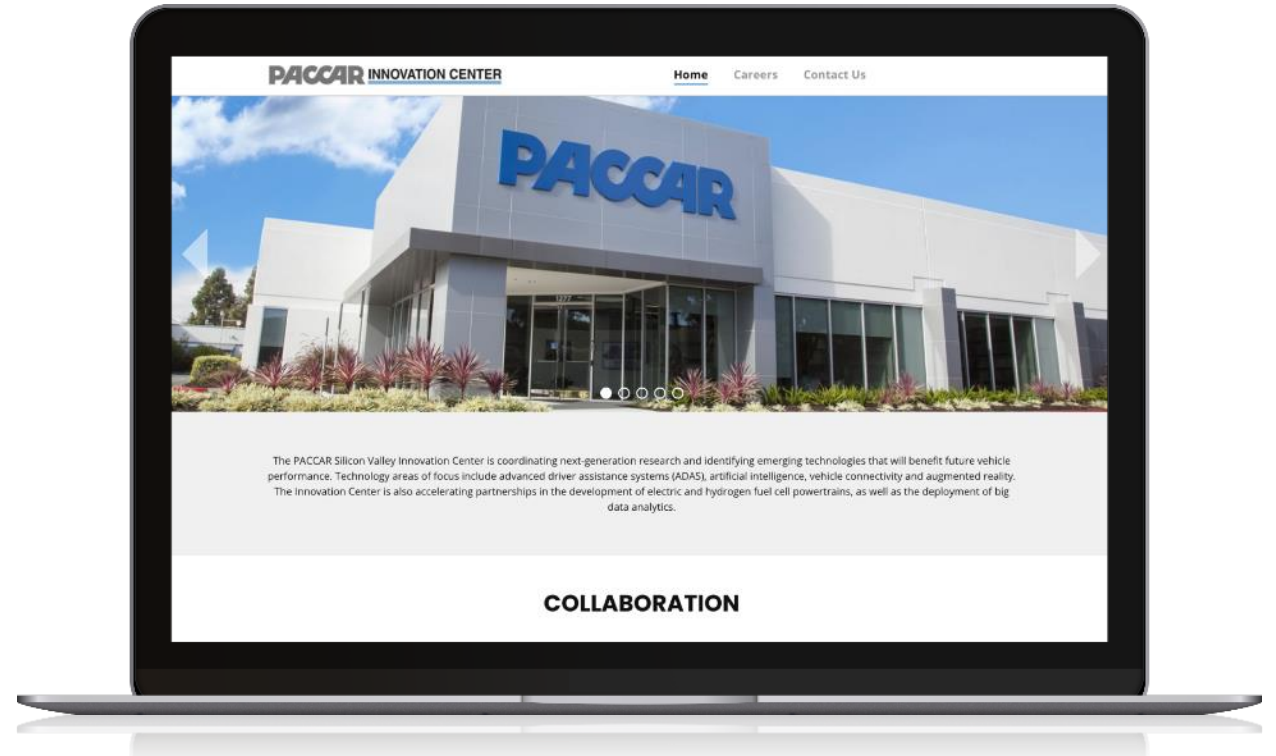 PACCAR INNOVATION CENTER
Home Careers Contact Us
PACCAR
1377
The PACCAR Silicon Valley Innovation Center is coordinating next-generation research and identifying emerging technologies that will benefit future vehicle
performance. Technology areas of focus include advanced driver assistance systems (ADAS), artificial intelligence, vehicle connectivity and augmented reality.
The Innovation Center is also accelerating partnerships in the development of electric and hydrogen fuel cell powertrains, as well as the deployment of big
data analytics.
COLLABORATION